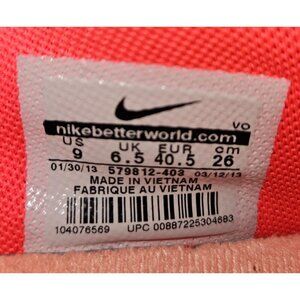 VO
nikebetterworld.com
US UK EUR cm
9 6.5 40.5 26
01/30/13 579812-403 03/12/13
MADE IN VIETNAM
FABRIQUE AU VIETNAM
104076569 UPC 00887225304683